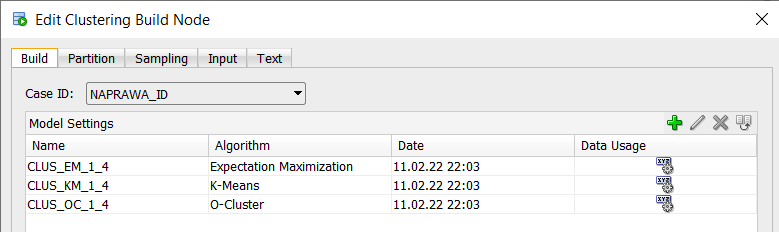 Edit Clustering Build Node
Build Partition Sampling Input Text
Case ID: NAPRAWA_ID
Model Settings
Name Algorithm Date Data Usage
CLUS_EM_1_4 Expectation Maximization 11.02.22 22:03
CLUS_KM_1_4 K-Means 11.02.22 22:03
CLUS_OC_1_4 O-Cluster 11.02.22 22:03